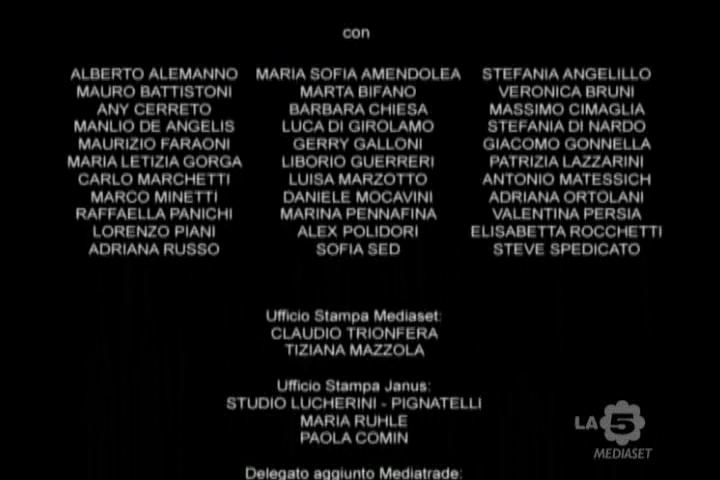 con
ALBERTO ALEMANNO MARIA SOFIA AMENDOLEA STEFANIA ANGELILLO
MAURO BATTISTONI MARTA BIFANO VERONICA BRUNI
ANY CERRETO BARBARA CHIESA MASSIMO CIMAGLIA
MANLIO DE ANGELIS LUCA DI GIROLAMO STEFANIA DI NARDO
MAURIZIO FARAONI GERRY GALLONI GIACOMO GONNELLA
MARIA LETIZIA GORGA LIBORIO GUERRERI PATRIZIA LAZZARINI
CARLO MARCHETTI LUISA MARZOTTO ANTONIO MATESSICH
MARCO MINETTI DANIELE MOCAVINI ADRIANA ORTOLANI
RAFFAELLA PANICHI MARINA PENNAFINA VALENTINA PERSIA
LORENZO PIANI ALEX POLIDORI ELISABETTA ROCCHETTI
ADRIANA RUSSO SOFIA SED STEVE SPEDICATO
Ufficio Stampa Mediaset:
CLAUDIO TRIONFERA
TIZIANA MAZZOLA
Ufficio Stampa Janus:
STUDIO LUCHERINI - PIGNATELLI
MARIA RUHLE
PAOLA COMIN
Delegato aggiunto Mediatrade:
LA 5
MEDIASET